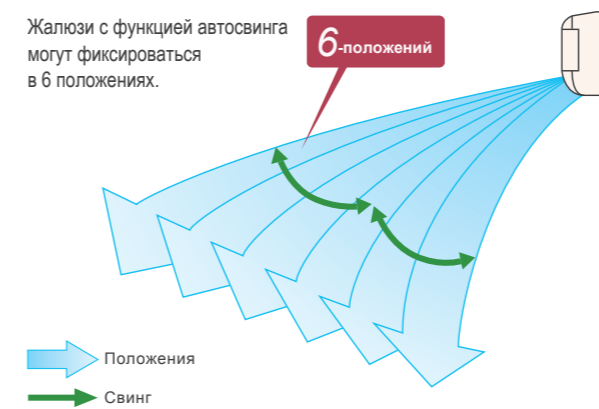 Жалюзи с функцией автосвинга
могут фиксироваться
в 6 положениях.
6-положений
Положения
Свинг